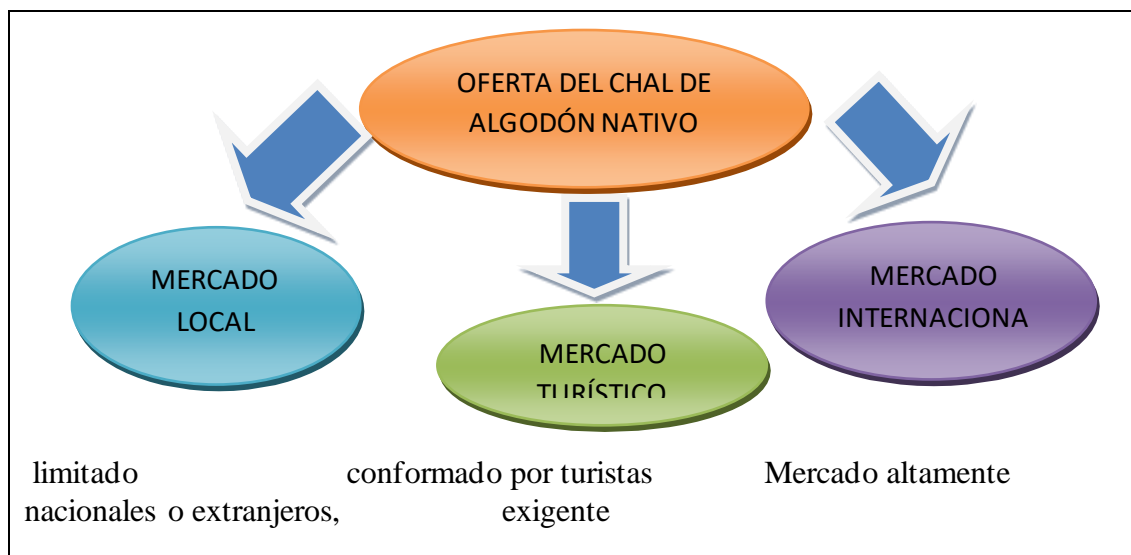 OFERTA DEL CHAL DE
ALGODÓN NATIVO
MERCADO
LOCAL
MERCADO
TURÍSTICO
MERCADO
INTERNACIONA
limitado conformado por turistas Mercado altamente
nacionales o extranjeros, exigente